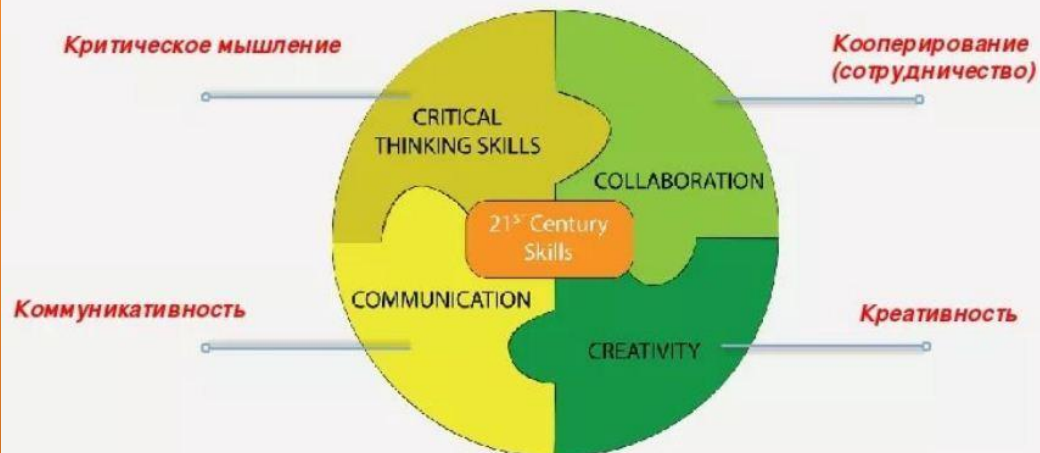 Критическое мышление
Кооперирование
(сотрудничество)
CRITICAL
THINKING SKILLS
COLLABORATION
21st Century
Skills
COMMUNICATION
Коммуникативность
Креативность
CREATIVITY